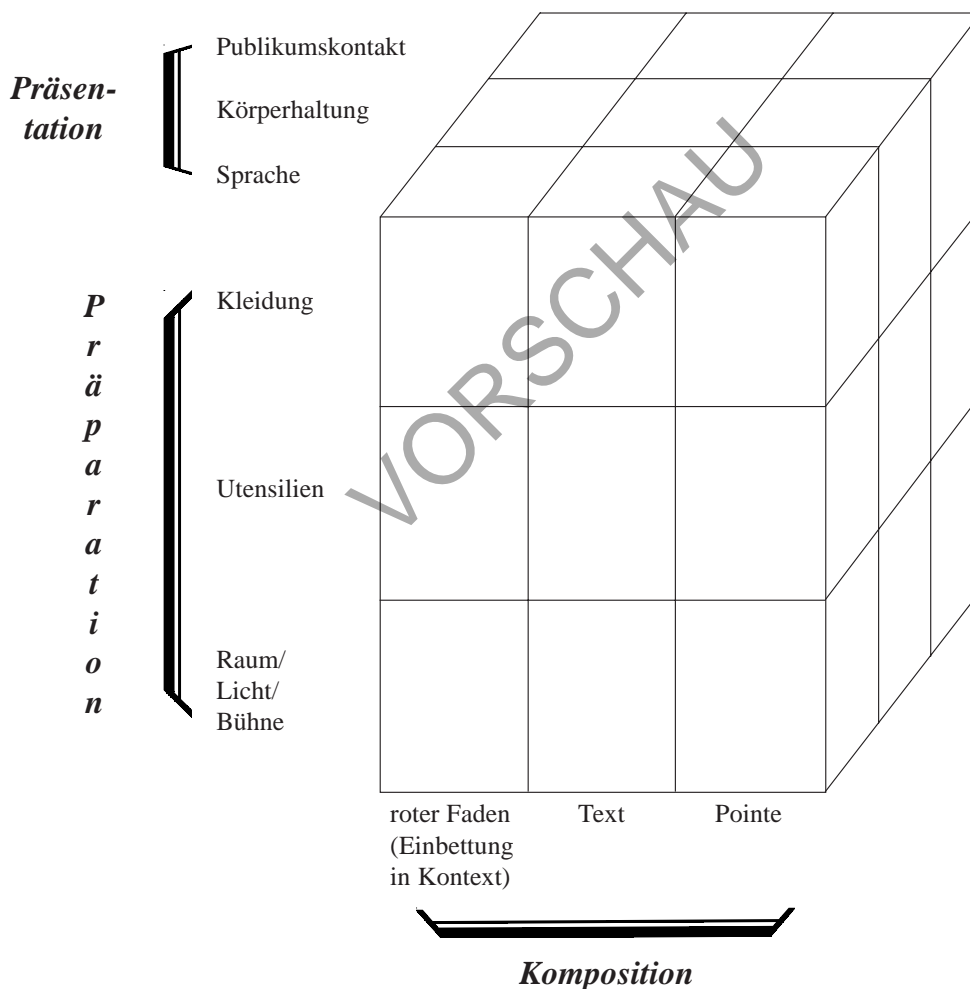 Publikumskontakt
Präsen-
tation
Körperhaltung
Sprache
Kleidung
Präparation
Utensilien
Raum/
Licht/
Bühne
VORSCHAU
roter Faden
(Einbettung
in Kontext)
Text
Pointe
Komposition